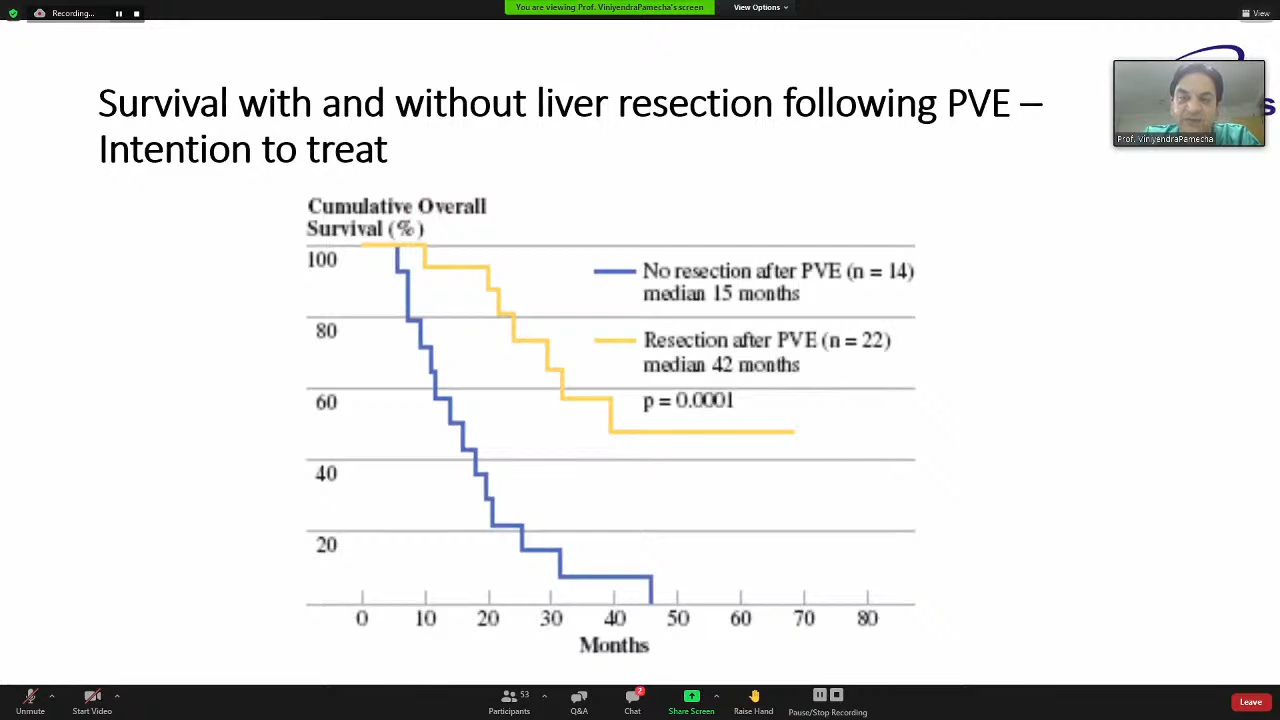 Recording...
You are viewing Prof. ViniyendraPamecha's screen
View Options
View
Survival with and without liver resection following PVE –
Intention to treat
s
Prof. ViniyendraPamecha
Cumulative Overall
Survival (%)
100
80
60
40
20
No resection after PVE (n = 14)
median 15 months
Resection after PVE (n = 22)
median 42 months
p = 0.0001
0 10 20 30 40 50 60 70 80
Months
Unmute
Start Video
53
Participants
Q&A
2
Chat
Share Screen
Raise Hand
Pause/Stop Recording
Leave